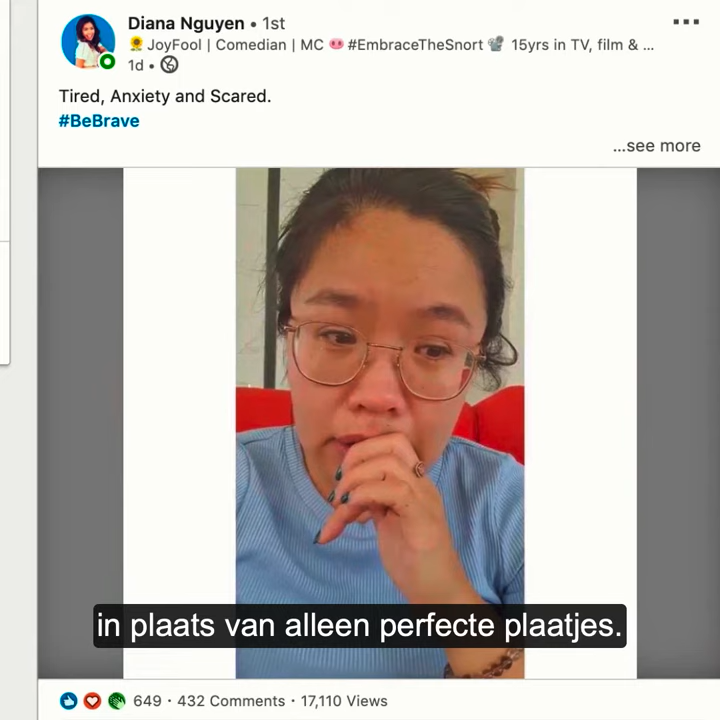 Diana Nguyen • 1st
🌻 JoyFool | Comedian | MC 🐽 #EmbraceTheSnort 📽 15yrs in TV, film & ...
1d •
Tired, Anxiety and Scared.
#BeBrave
...see more
in plaats van alleen perfecte plaatjes.
649 · 432 Comments · 17,110 Views